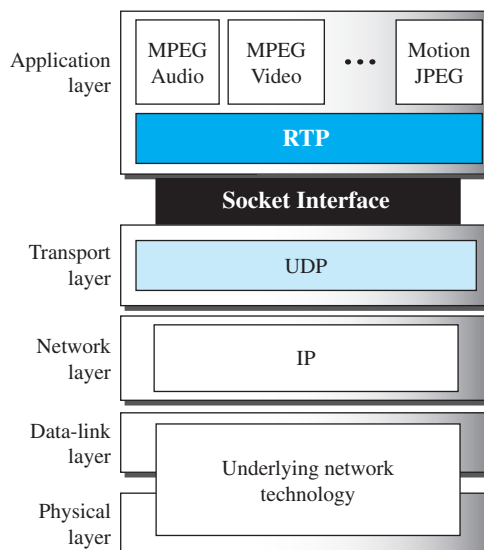 Application
layer
MPEG
Audio
MPEG
Video
•••
Motion
JPEG
RTP
Socket Interface
Transport
layer
UDP
Network
layer
IP
Data-link
layer
Underlying network
technology
Physical
layer